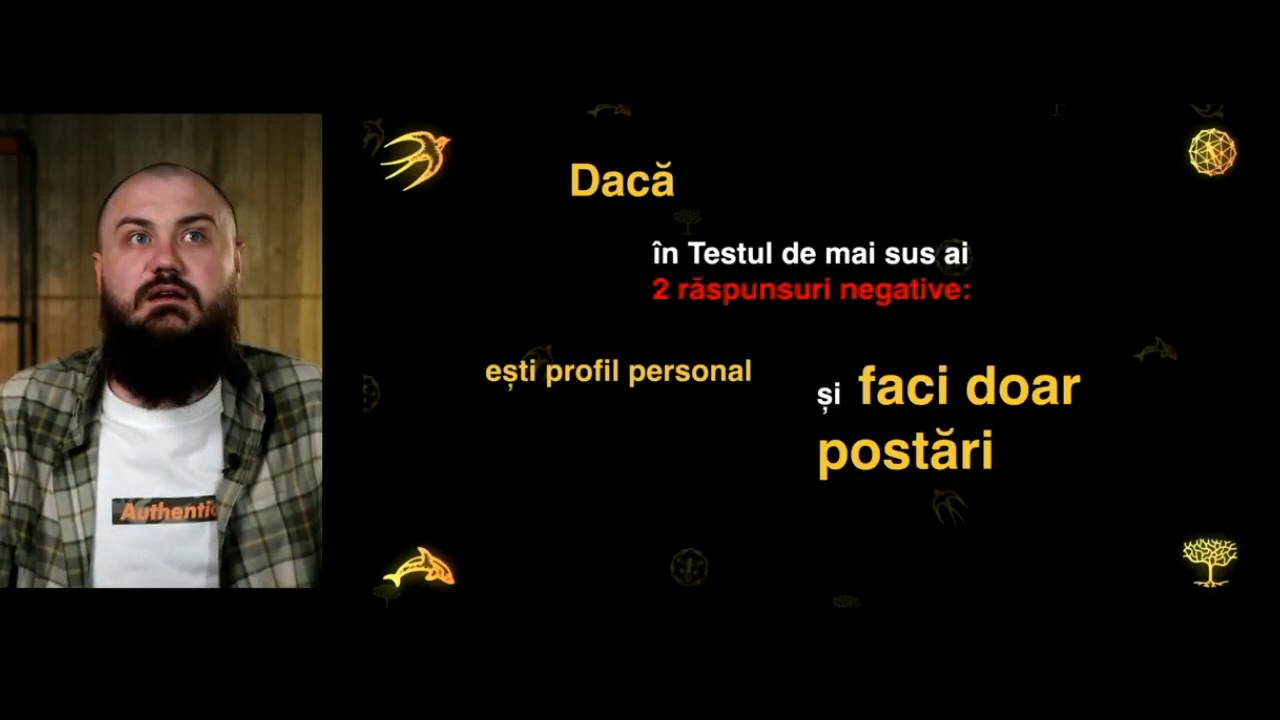 Dacă
în Testul de mai sus ai
2 răspunsuri negative:
ești profil personal
și faci doar
postări
Authentic